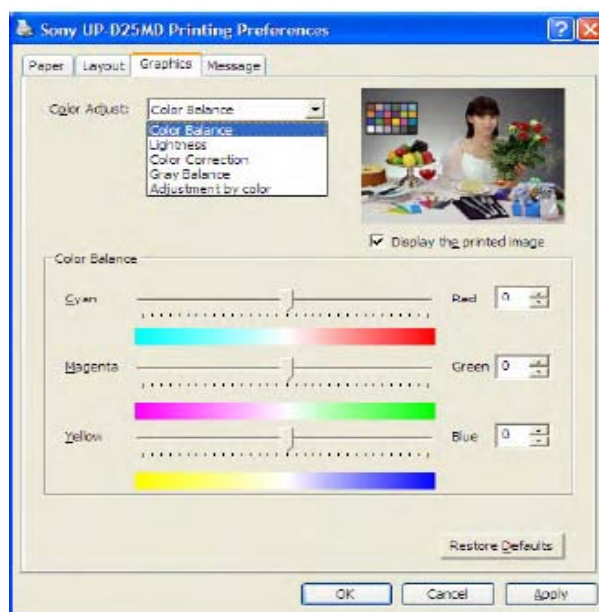 Sony UP-D25MD Printing Preferences
Paper Layout Graphics Message
Color Adjust: Color Balance
Color Balance
Lightness
Color Correction
Gray Balance
Adjustment by color
Display the printed image
Color Balance
Cyan Red 0
Magenta Green 0
Yellow Blue 0
Restore Defaults
OK Cancel Apply